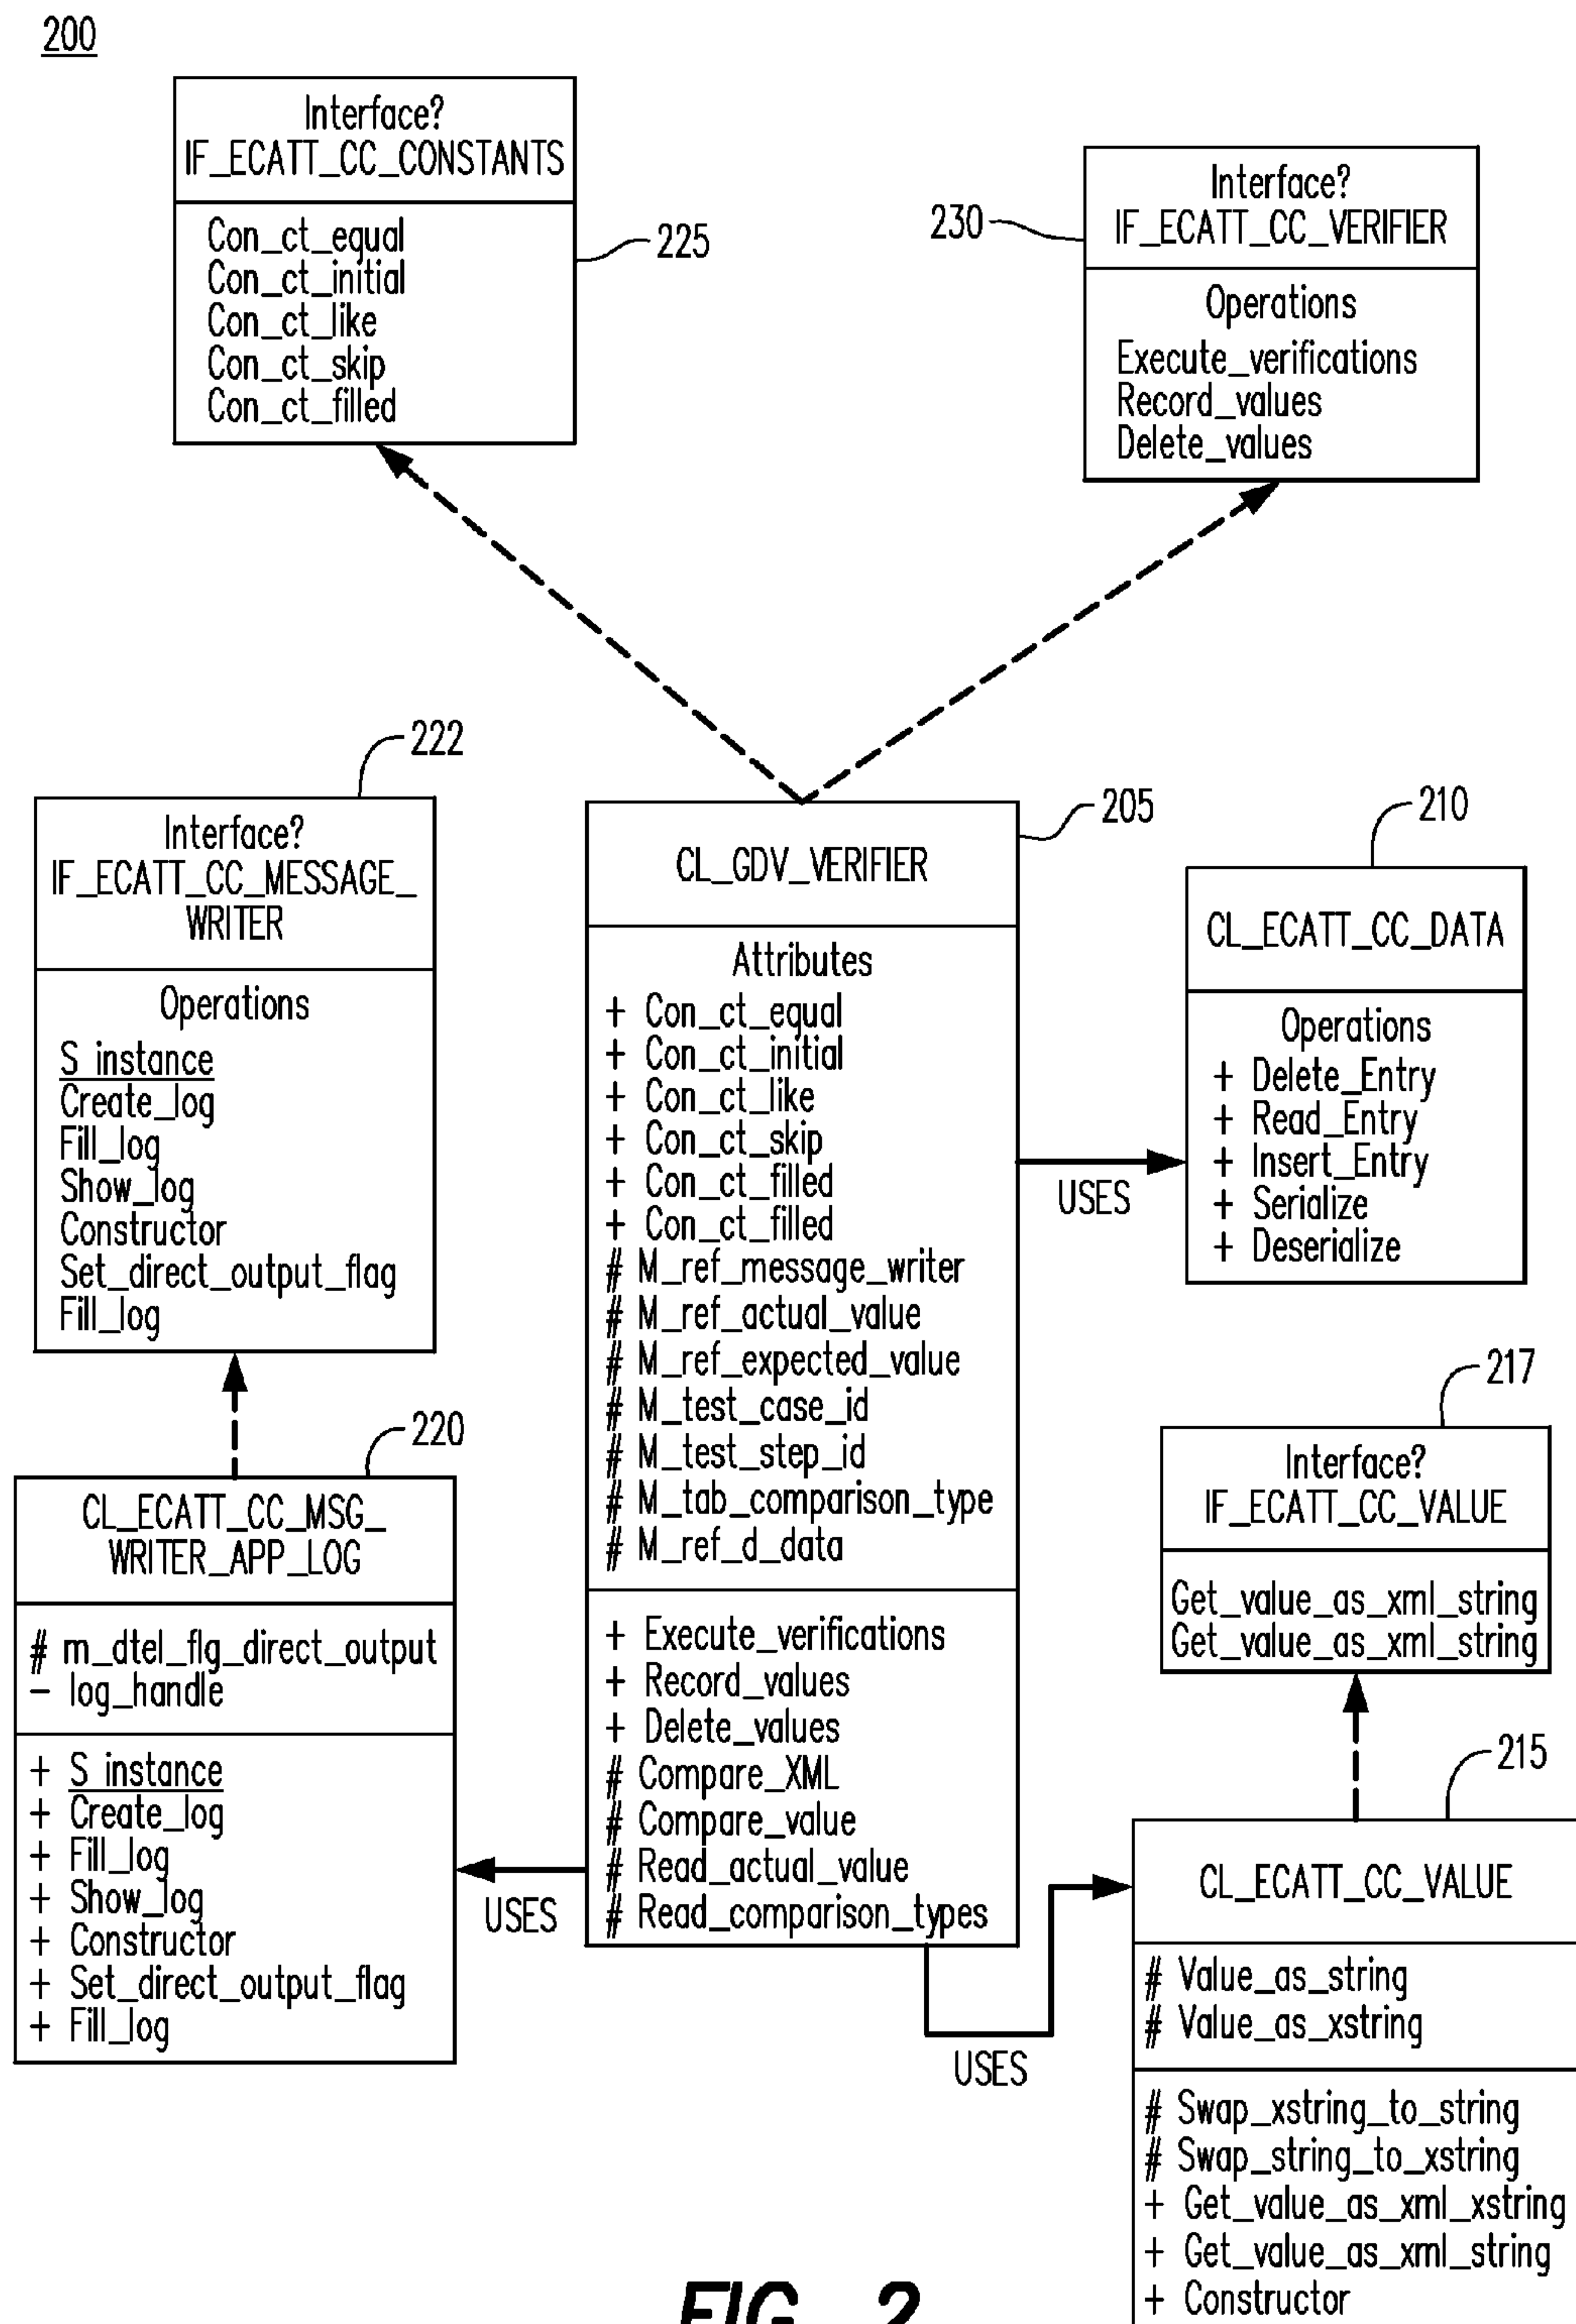 200
Interface?
IF_ECATT_CC_CONSTANTS
Con_ct_equal
Con_ct_initial
Con_ct_like
Con_ct_skip
Con_ct_filled
225
230
Interface?
IF_ECATT_CC_VERIFIER
Operations
Execute_verifications
Record_values
Delete_values
222
Interface?
IF_ECATT_CC_MESSAGE_
WRITER
Operations
S_instance
Create_log
Fill_log
Show_log
Constructor
Set_direct_output_flag
Fill_log
205
CL_GDV_VERIFIER
Attributes
+ Con_ct_equal
+ Con_ct_initial
+ Con_ct_like
+ Con_ct_skip
+ Con_ct_filled
+ Con_ct_filled
# M_ref_message_writer
# M_ref_actual_value
# M_ref_expected_value
# M_test_case_id
# M_test_step_id
# M_tab_comparison_type
# M_ref_d_data
+ Execute_verifications
+ Record_values
+ Delete_values
# Compare_XML
# Compare_value
# Read_actual_value
# Read_comparison_types
USES
210
CL_ECATT_CC_DATA
Operations
+ Delete_Entry
+ Read_Entry
+ Insert_Entry
+ Serialize
+ Deserialize
220
CL_ECATT_CC_MSG_
WRITER_APP_LOG
# m_dtel_flg_direct_output
- log_handle
+ S_instance
+ Create_log
+ Fill_log
+ Show_log
+ Constructor
+ Set_direct_output_flag
+ Fill_log
USES
217
Interface?
IF_ECATT_CC_VALUE
Get_value_as_xml_string
Get_value_as_xml_string
215
CL_ECATT_CC_VALUE
# Value_as_string
# Value_as_xstring
# Swap_xstring_to_string
# Swap_string_to_xstring
+ Get_value_as_xml_xstring
+ Get_value_as_xml_string
+ Constructor
USES
FIG. 2